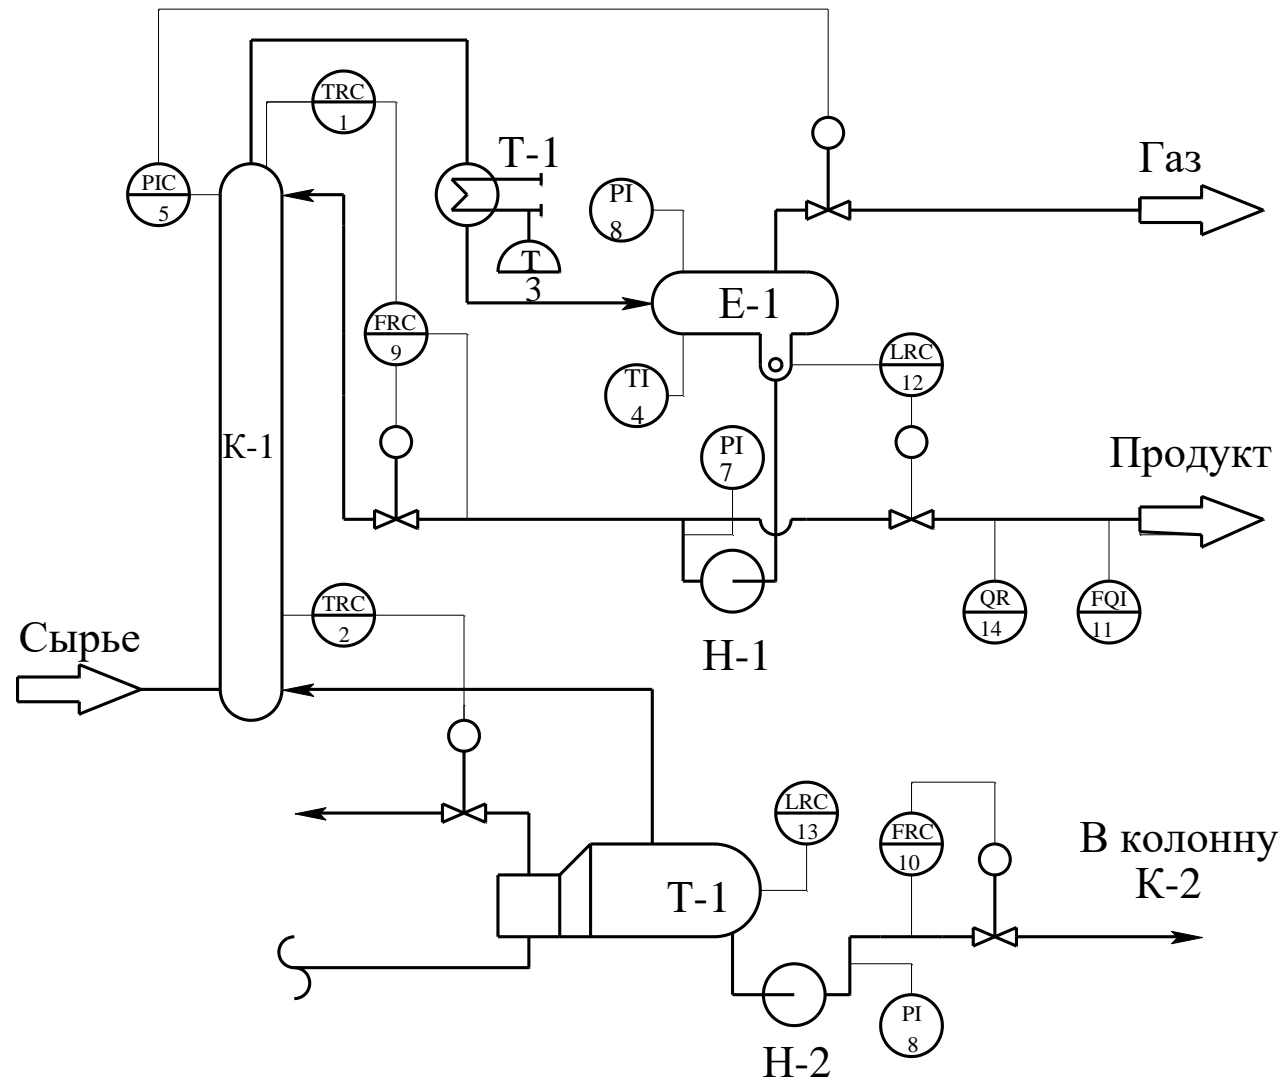 TRC
1
Т-1
Газ
PIC
5
PI
8
Т
3
Е-1
FRC
9
LRC
12
TI
4
К-1
PI
7
Продукт
TRC
2
QR
14
FQI
11
Сырье
Н-1
LRC
13
FRC
10
В колонну
К-2
Т-1
PI
8
Н-2